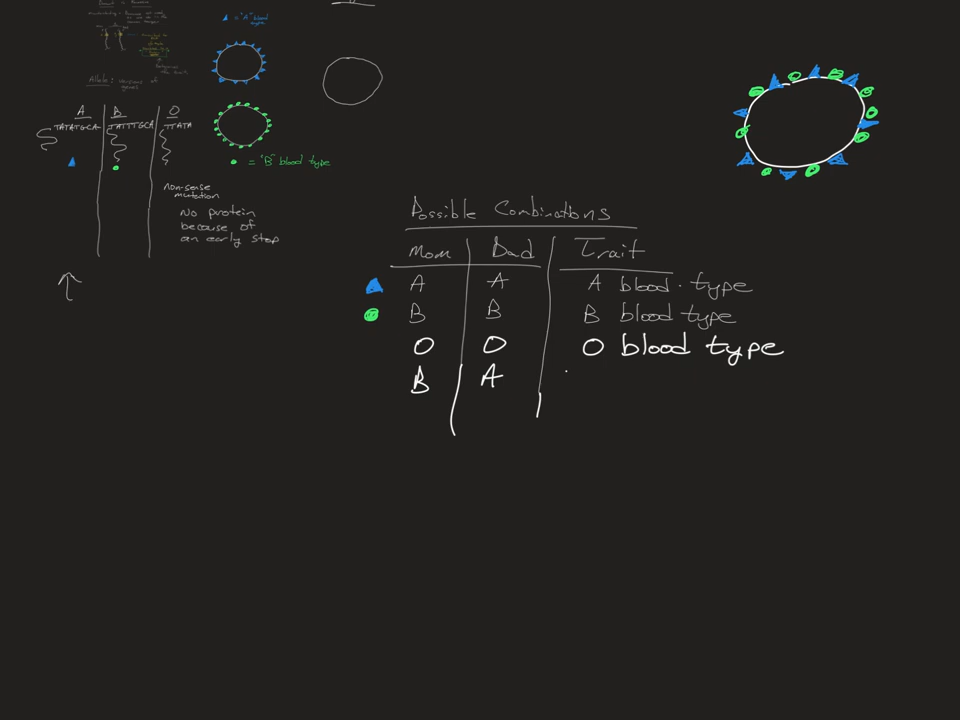 = "A" blood
type
Allele: versions of
genes
A B O
TATATGCA TATTTGCA TTATA
= "B" blood type
non-sense
mutation
No protein
because of
an early stop
Possible Combinations
Mom Dad Trait
A A A blood type
B B B blood type
O O O blood type
B A